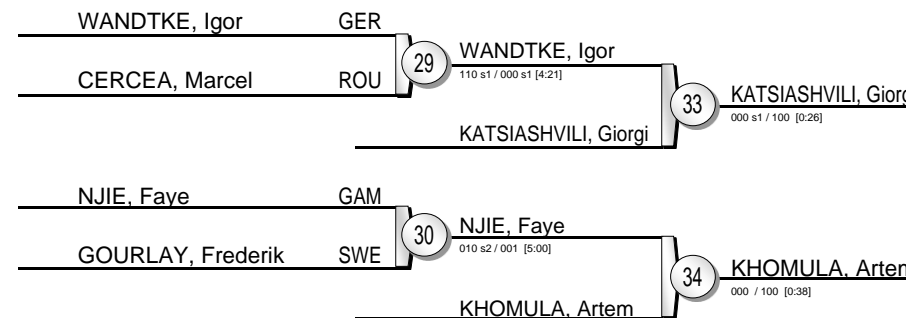 WANDTKE, Igor GER
29
WANDTKE, Igor
110 s1 / 000 s1 [4:21]
CERCEA, Marcel ROU
33
KATSIASHVILI, Giorg
000 s1 / 100 [0:26]
KATSIASHVILI, Giorgi
NJIE, Faye GAM
30
NJIE, Faye
010 s2 / 001 [5:00]
GOURLAY, Frederik SWE
34
KHOMULA, Artem
000 / 100 [0:38]
KHOMULA, Artem